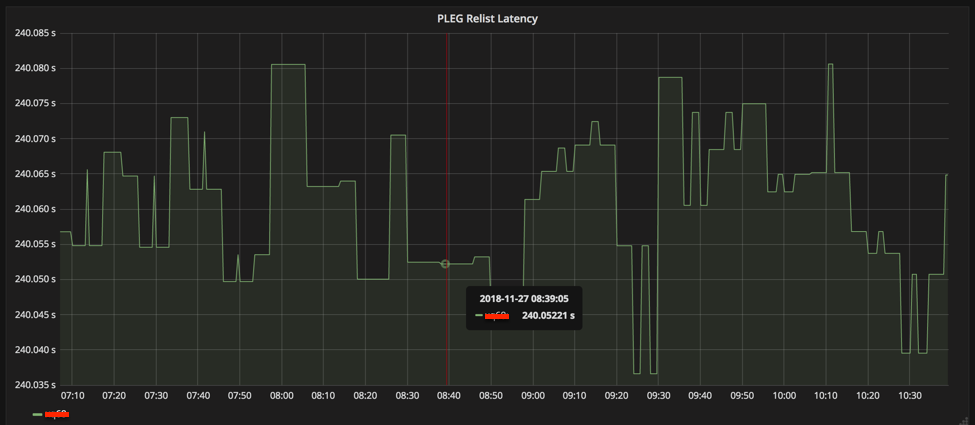 PLEG Relist Latency
240.085 s
240.080 s
240.075 s
240.070 s
240.065 s
240.060 s
240.055 s
240.050 s
240.045 s
240.040 s
240.035 s
2018-11-27 08:39:05
240.05221 s
07:10 07:20 07:30 07:40 07:50 08:00 08:10 08:20 08:30 08:40 08:50 09:00 09:10 09:20 09:30 09:40 09:50 10:00 10:10 10:20 10:30